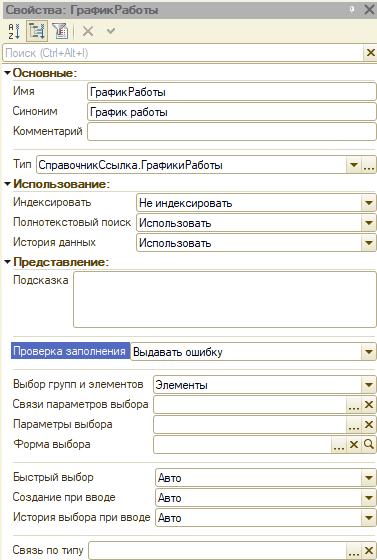 Свойства: ГрафикРаботы
Поиск (Ctrl+Alt+I)
Основные:
Имя ГрафикРаботы
Синоним График работы
Комментарий
Тип СправочникСсылка.ГрафикиРаботы
Использование:
Индексировать Не индексировать
Полнотекстовый поиск Использовать
История данных Использовать
Представление:
Подсказка
Проверка заполнения Выдавать ошибку
Выбор групп и элементов Элементы
Связи параметров выбора
Параметры выбора
Форма выбора
Быстрый выбор Авто
Создание при вводе Авто
История выбора при вводе Авто
Связь по типу